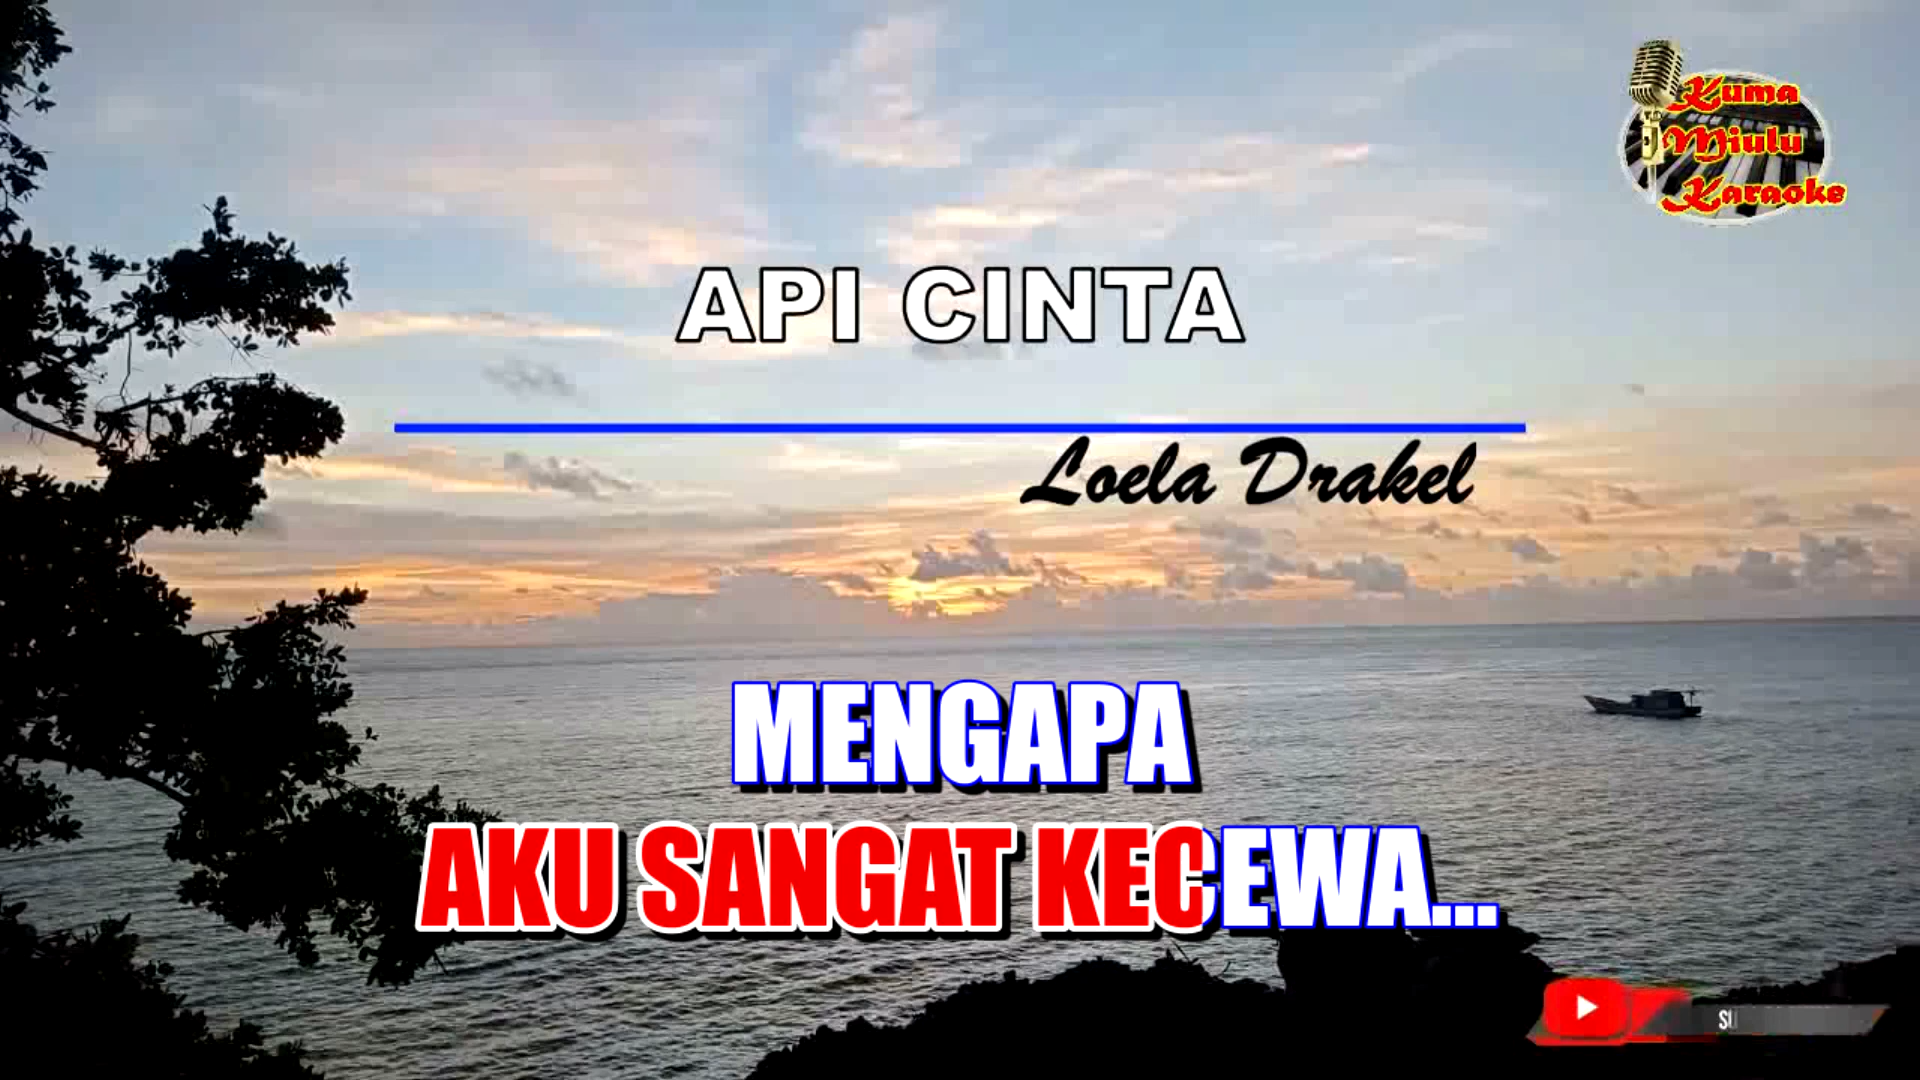 Kuma
Miulu
Karaoke
API CINTA
Loela Drakel
MENGAPA
AKU SANGAT KECEWA...